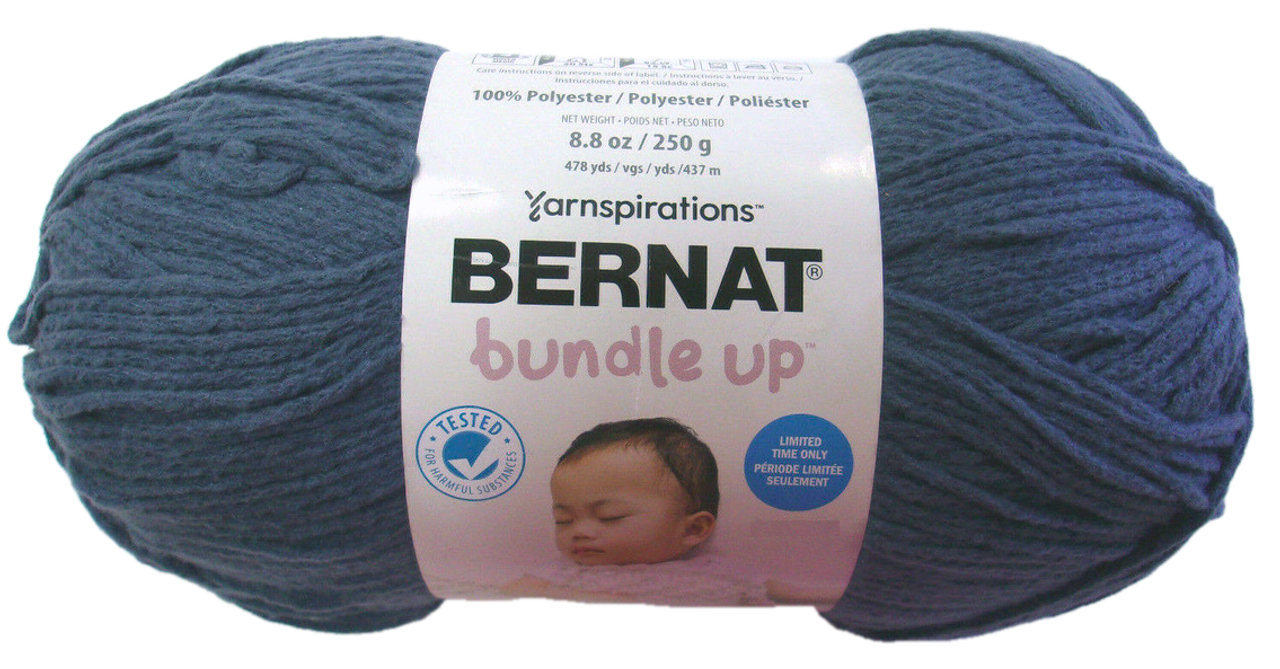 Care instructions on reverse side of label. / Instructions à laver au verso. /
Instrucciones para el cuidado al dorso.
100% Polyester / Polyester / Poliéster
NET WEIGHT • POIDS NET • PESO NETO
8.8 oz / 250 g
478 yds / vgs / yds /437 m
Yarnspirations™
BERNAT®
bundle up™
TESTED
FOR HARMFUL SUBSTANCES
LIMITED
TIME ONLY
PÉRIODE LIMITÉE
SEULEMENT